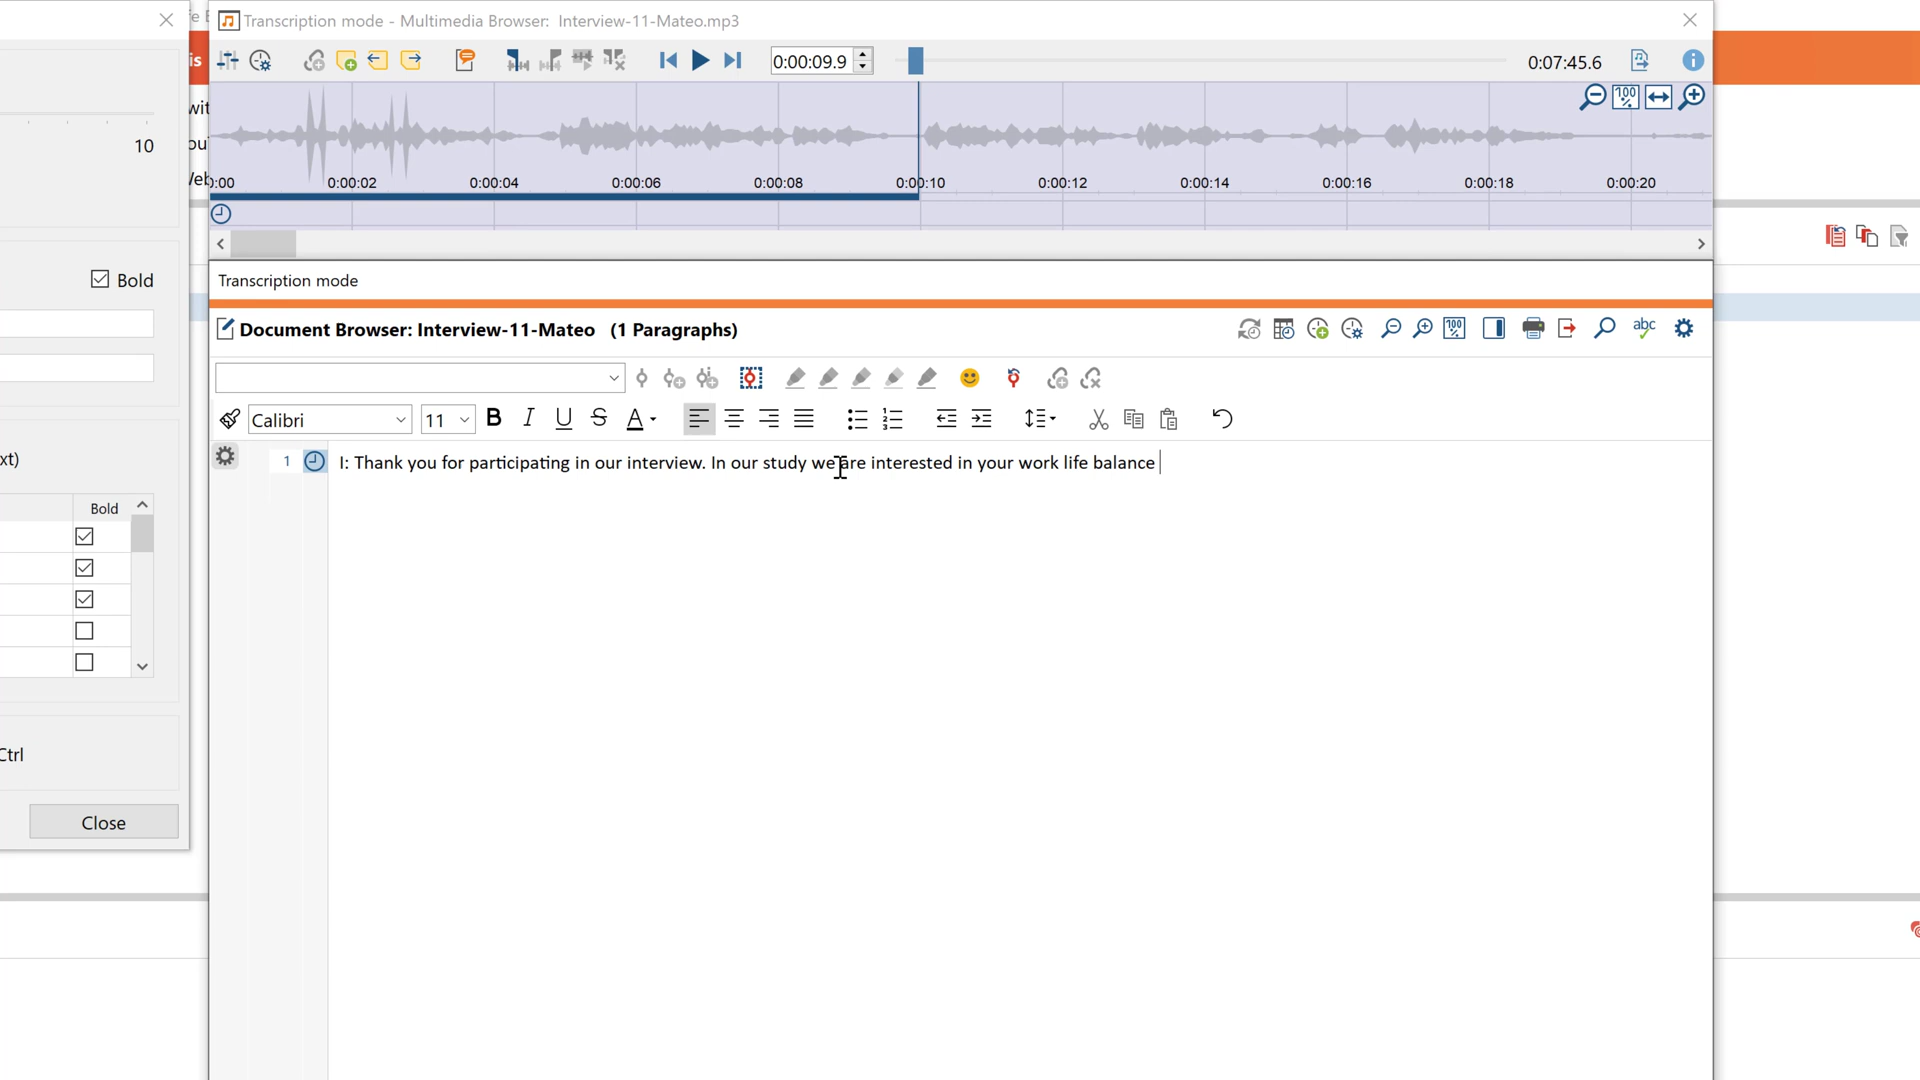 Transcription mode - Multimedia Browser: Interview-11-Mateo.mp3
0:00:09.9
0:07:45.6
100 %
0:00:02
0:00:04
0:00:06
0:00:08
0:00:10
0:00:12
0:00:14
0:00:16
0:00:18
0:00:20
10
Bold
Transcription mode
Document Browser: Interview-11-Mateo (1 Paragraphs)
100 %
abc
Calibri
11
B I U S A
1 I: Thank you for participating in our interview. In our study we are interested in your work life balance
Bold
Close